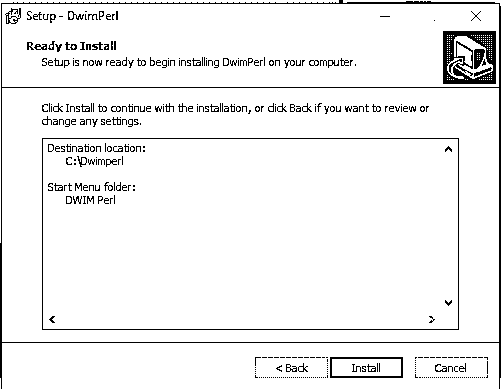 Setup - DwimPerl
Ready to Install
Setup is now ready to begin installing DwimPerl on your computer.
Click Install to continue with the installation, or click Back if you want to review or
change any settings.
Destination location:
C:\Dwimperl
Start Menu folder:
DWIM Perl
< Back
Install
Cancel